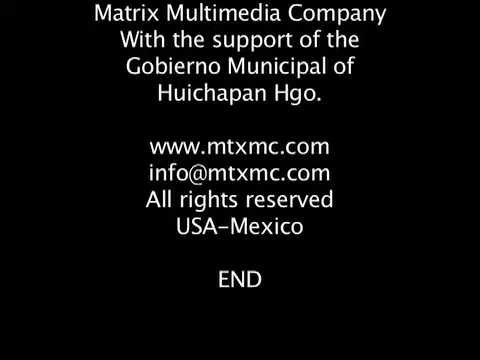 Matrix Multimedia Company
With the support of the
Gobierno Municipal of
Huichapan Hgo.
www.mtxmc.com
info@mtxmc.com
All rights reserved
USA-Mexico
END